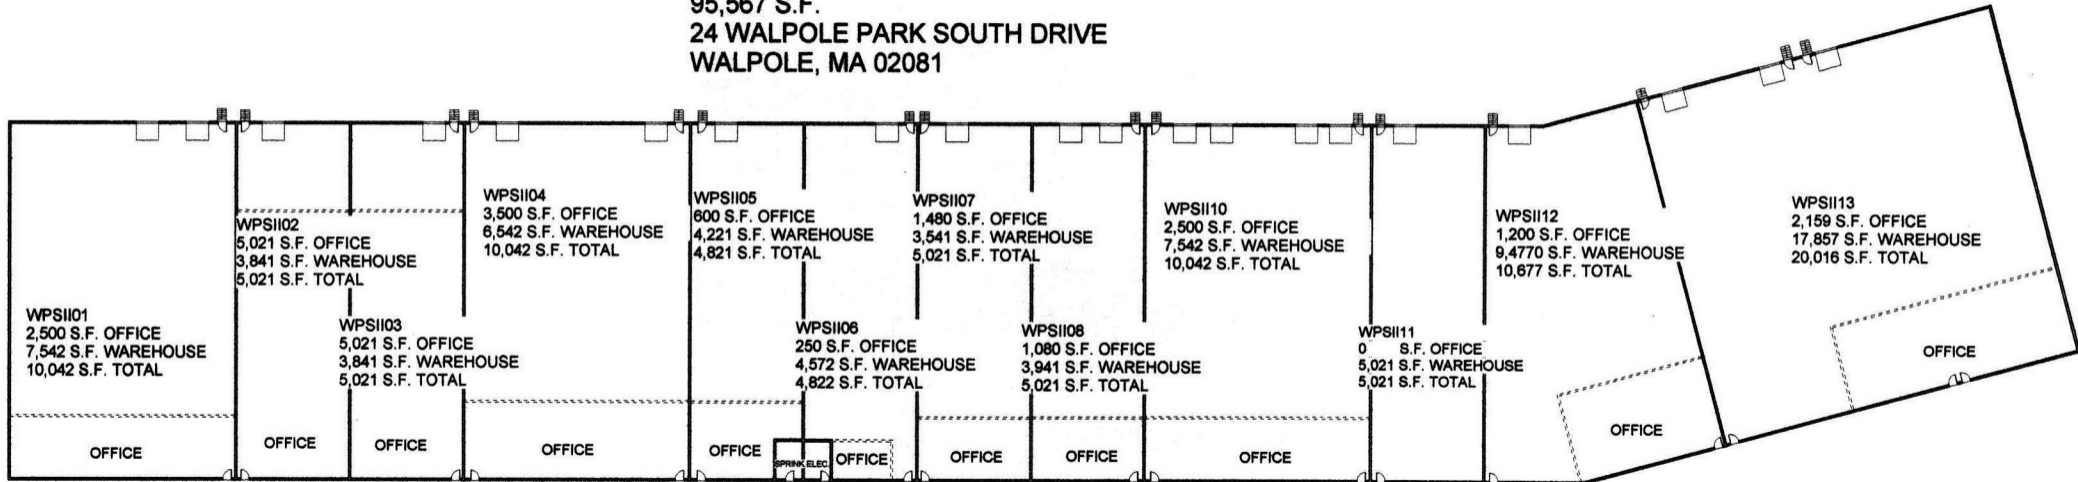 95,567 S.F.
24 WALPOLE PARK SOUTH DRIVE
WALPOLE, MA 02081
WPSII01
2,500 S.F. OFFICE
7,542 S.F. WAREHOUSE
10,042 S.F. TOTAL
OFFICE
WPSII02
5,021 S.F. OFFICE
3,841 S.F. WAREHOUSE
5,021 S.F. TOTAL
OFFICE
WPSII03
5,021 S.F. OFFICE
3,841 S.F. WAREHOUSE
5,021 S.F. TOTAL
OFFICE
WPSII04
3,500 S.F. OFFICE
6,542 S.F. WAREHOUSE
10,042 S.F. TOTAL
OFFICE
WPSII05
600 S.F. OFFICE
4,221 S.F. WAREHOUSE
4,821 S.F. TOTAL
OFFICE
SPRINK.ELEC.
WPSII06
250 S.F. OFFICE
4,572 S.F. WAREHOUSE
4,822 S.F. TOTAL
OFFICE
WPSII07
1,480 S.F. OFFICE
3,541 S.F. WAREHOUSE
5,021 S.F. TOTAL
OFFICE
WPSII08
1,080 S.F. OFFICE
3,941 S.F. WAREHOUSE
5,021 S.F. TOTAL
OFFICE
WPSII10
2,500 S.F. OFFICE
7,542 S.F. WAREHOUSE
10,042 S.F. TOTAL
OFFICE
WPSII11
0 S.F. OFFICE
5,021 S.F. WAREHOUSE
5,021 S.F. TOTAL
WPSII12
1,200 S.F. OFFICE
9,4770 S.F. WAREHOUSE
10,677 S.F. TOTAL
OFFICE
WPSII13
2,159 S.F. OFFICE
17,857 S.F. WAREHOUSE
20,016 S.F. TOTAL
OFFICE